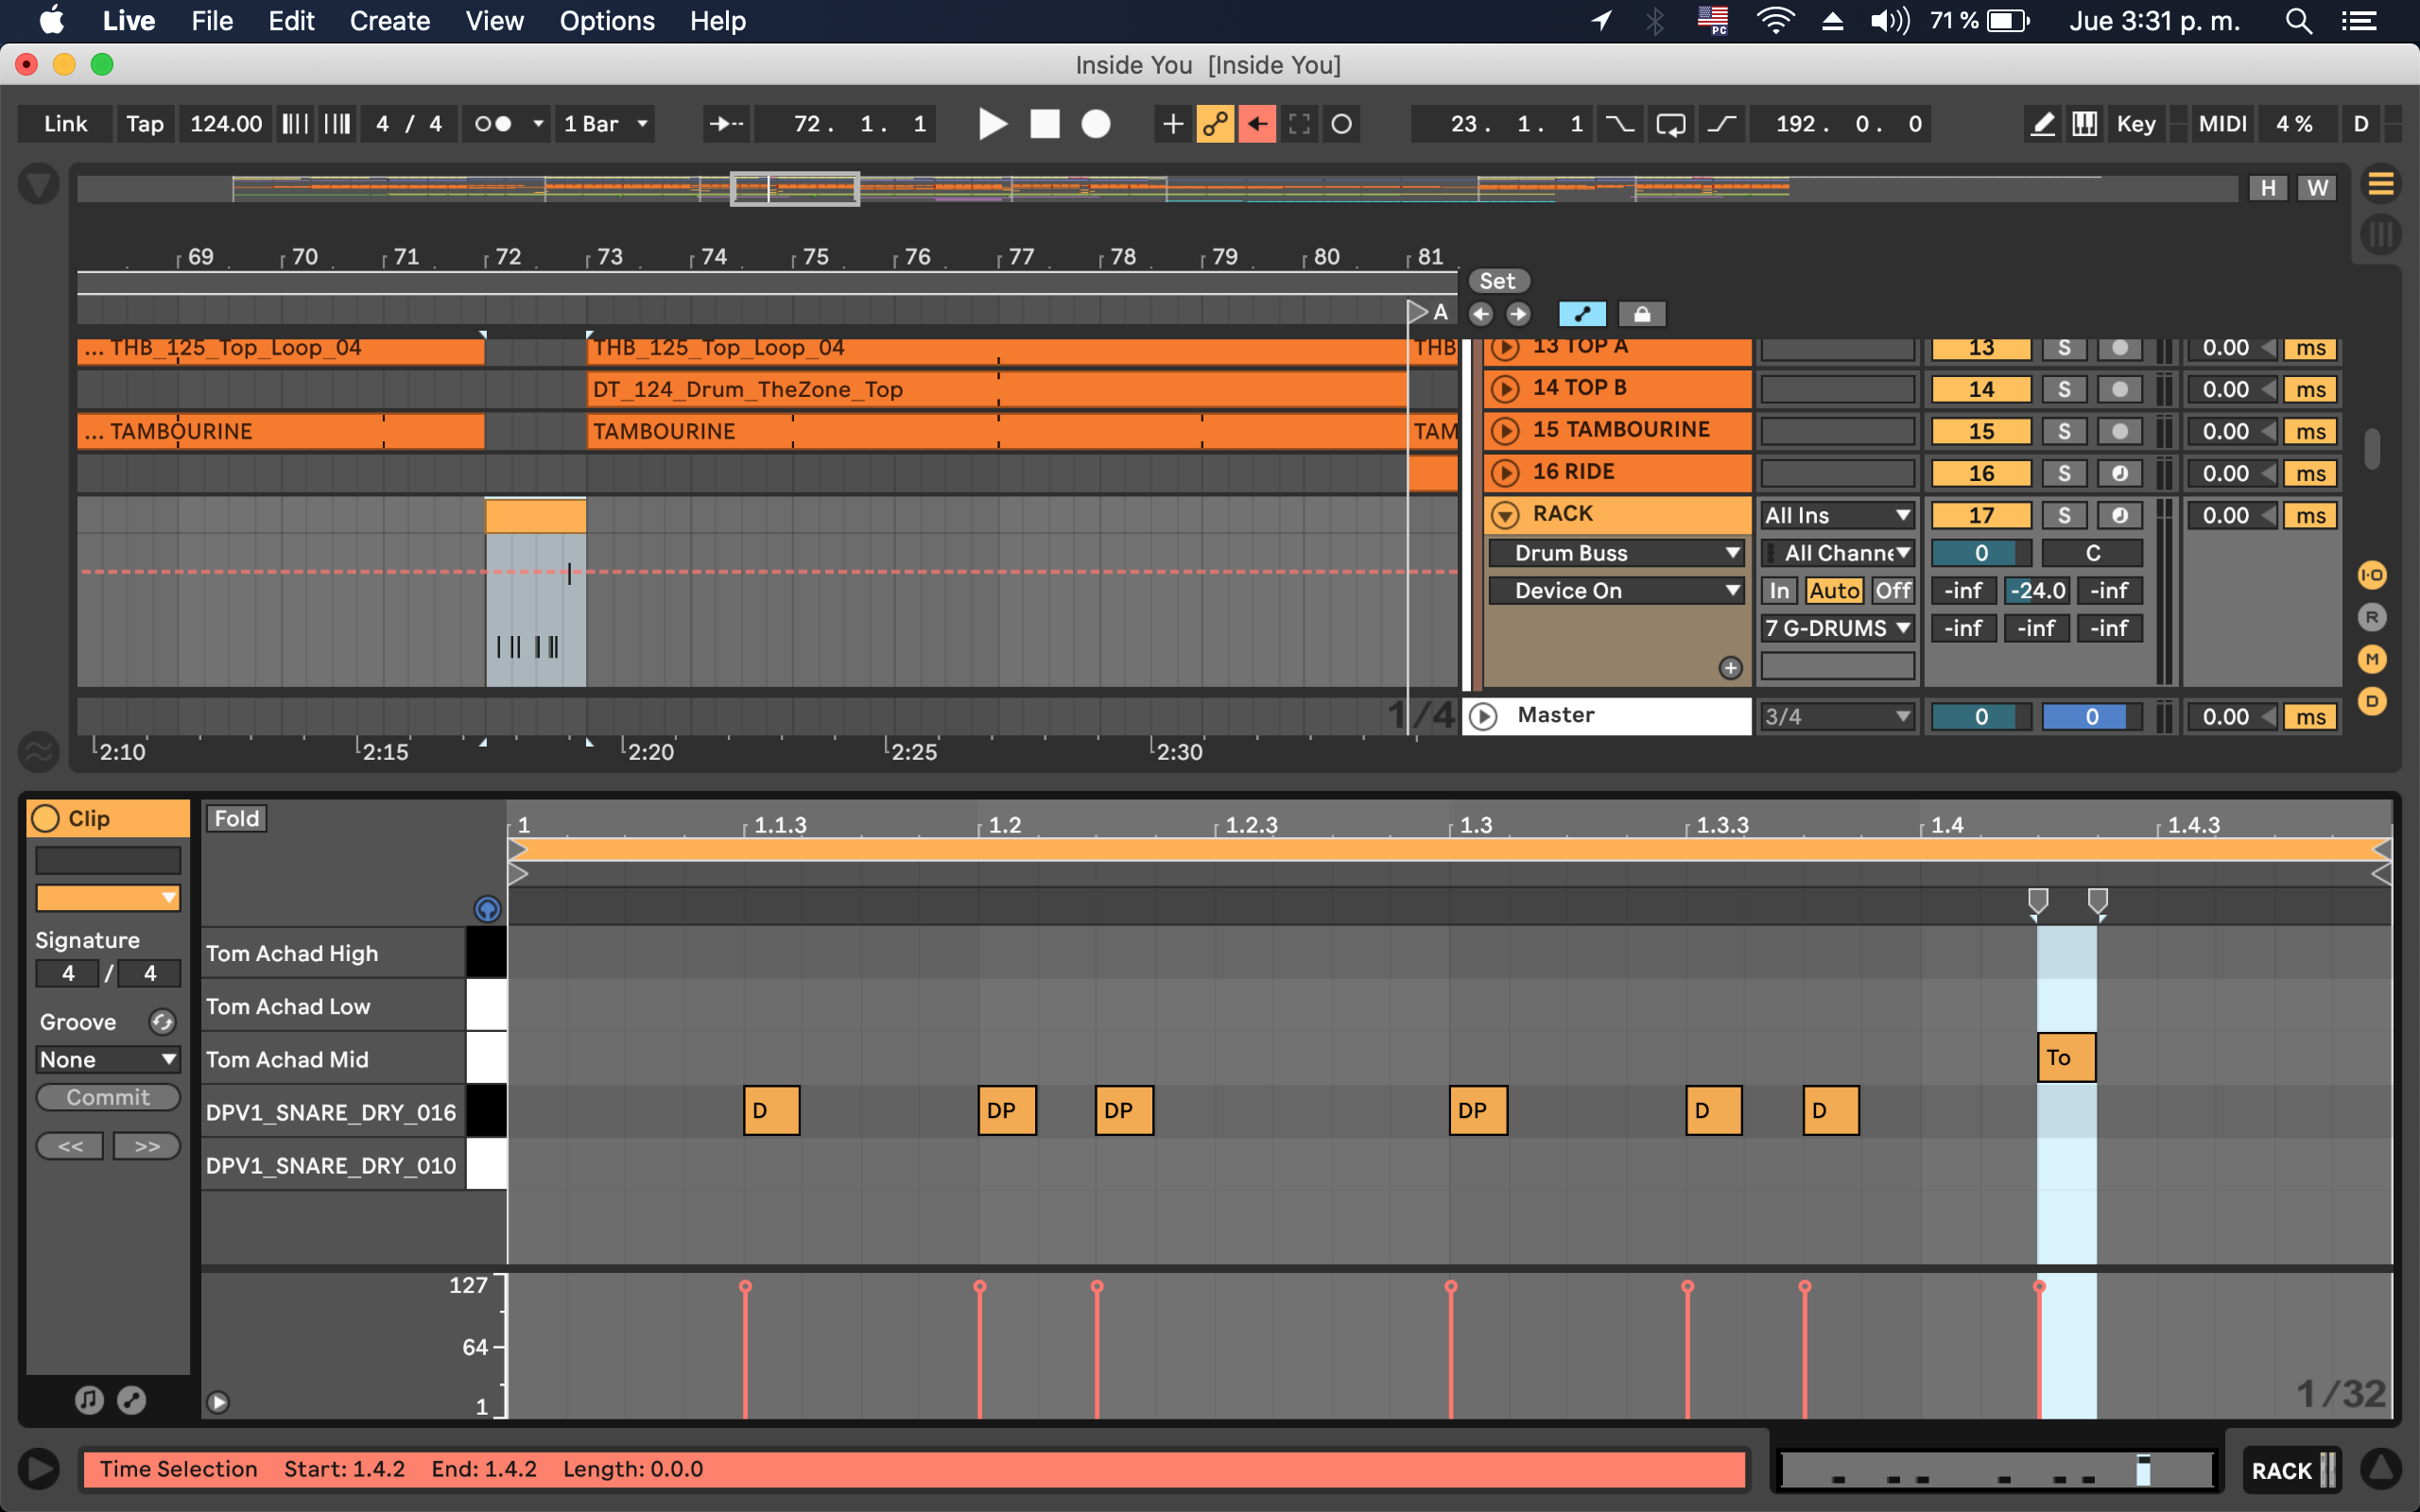 Live File Edit Create View Options Help 71 % Jue 3:31 p. m.
PC
Inside You [Inside You]
Link Tap 124.00 4 / 4 1 Bar 72. 1. 1 23. 1. 1 192. 0. 0 Key MIDI 4 % D
H W
69 70 71 72 73 74 75 76 77 78 79 80 81
Set
A
... THB_125_Top_Loop_04 THB_125_Top_Loop_04 THB 13 TOP A 13 S 0.00 ms
DT_124_Drum_TheZone_Top 14 TOP B 14 S 0.00 ms
... TAMBOURINE TAMBOURINE TAM 15 TAMBOURINE 15 S 0.00 ms
16 RIDE 16 S 0.00 ms
RACK All Ins 17 S 0.00 ms
Drum Buss All Channe 0 C
Device On In Auto Off -inf -24.0 -inf
7 G-DRUMS -inf -inf -inf
I·O
R
M
D
1/4 Master 3/4 0 0 0.00 ms
2:10 2:15 2:20 2:25 2:30
Clip Fold 1 1.1.3 1.2 1.2.3 1.3 1.3.3 1.4 1.4.3
Signature
4 / 4
Groove
None
Commit
<< >>
Tom Achad High
Tom Achad Low
Tom Achad Mid To
DPV1_SNARE_DRY_016 D DP DP DP D D
DPV1_SNARE_DRY_010
127
64
1
1/32
Time Selection Start: 1.4.2 End: 1.4.2 Length: 0.0.0 RACK